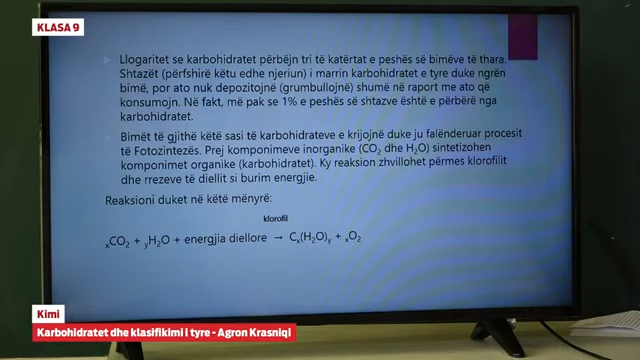 KLASA 9
Llogaritet se karbohidratet përbëjn tri të katërtat e peshës së bimëve të thara.
Shtazët (përfshirë këtu edhe njeriun) i marrin karbohidratet e tyre duke ngrën
bimë, por ato nuk depozitojnë (grumbullojnë) shumë në raport me ato që
konsumojn. Në fakt, më pak se 1% e peshës së shtazve është e përbërë nga
karbohidratet.
Bimët të gjithë këtë sasi të karbohidrateve e krijojnë duke ju falënderuar procesit
të Fotozintezës. Prej komponimeve inorganike (CO₂ dhe H₂O) sintetizohen
komponimet organike (karbohidratet). Ky reaksion zhvillohet përmes klorofilit
dhe rrezeve të diellit si burim energjie.
Reaksioni duket në këtë mënyrë:
klorofil
ₓCO₂ + ᵧH₂O + energjia diellore → Cₓ(H₂O)ᵧ + ₓO₂
Kimi
Karbohidratet dhe klasifikimi i tyre - Agron Krasniqi